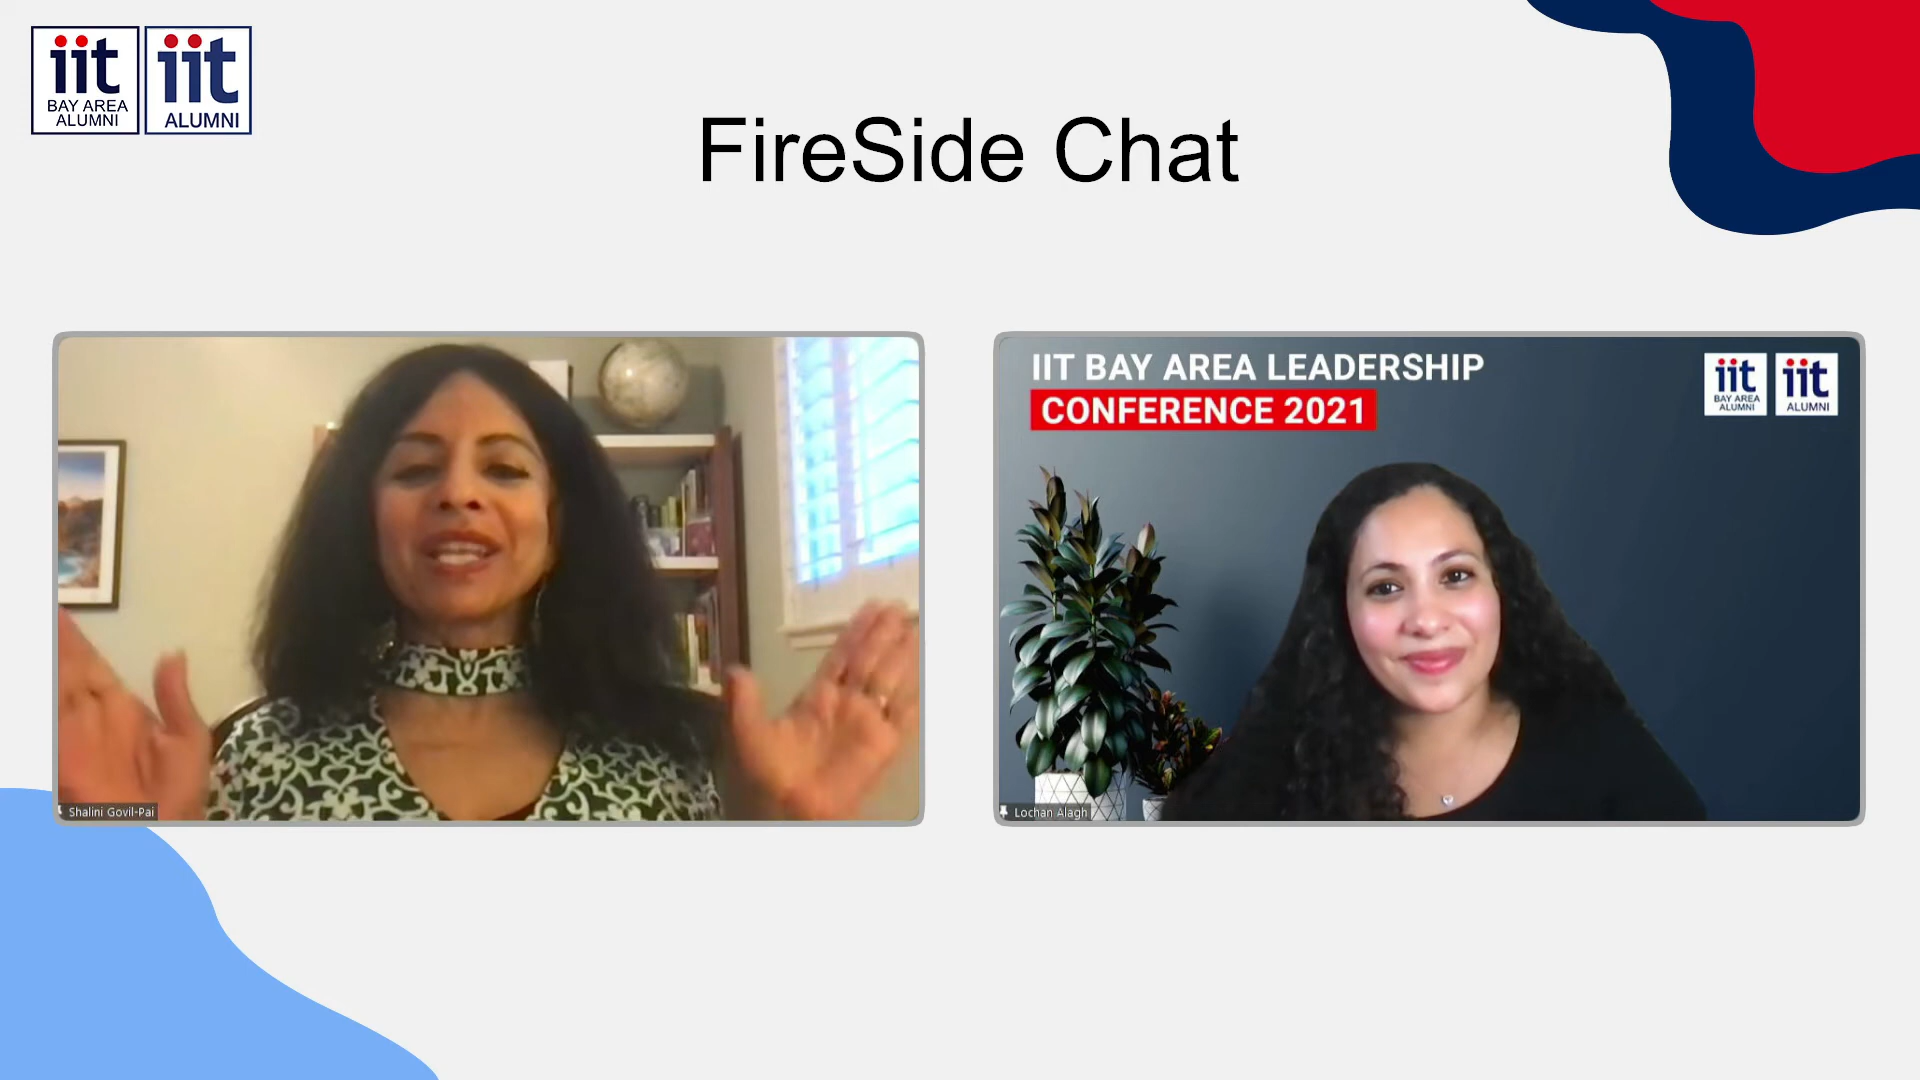 iit
BAY AREA
ALUMNI
iit
ALUMNI
FireSide Chat
IIT BAY AREA LEADERSHIP
CONFERENCE 2021
iit
BAY AREA
ALUMNI
iit
ALUMNI
Shalini Govil-Pai
Lochan Alagh